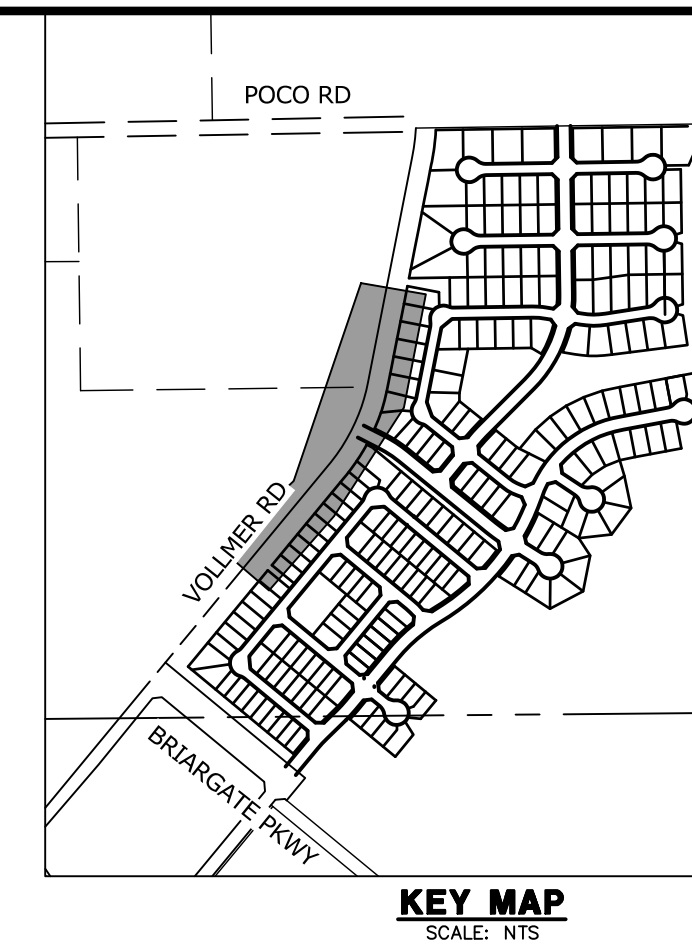 POCO RD
VOLLMER RD
BRIARGATE PKWY
KEY MAP
SCALE: NTS